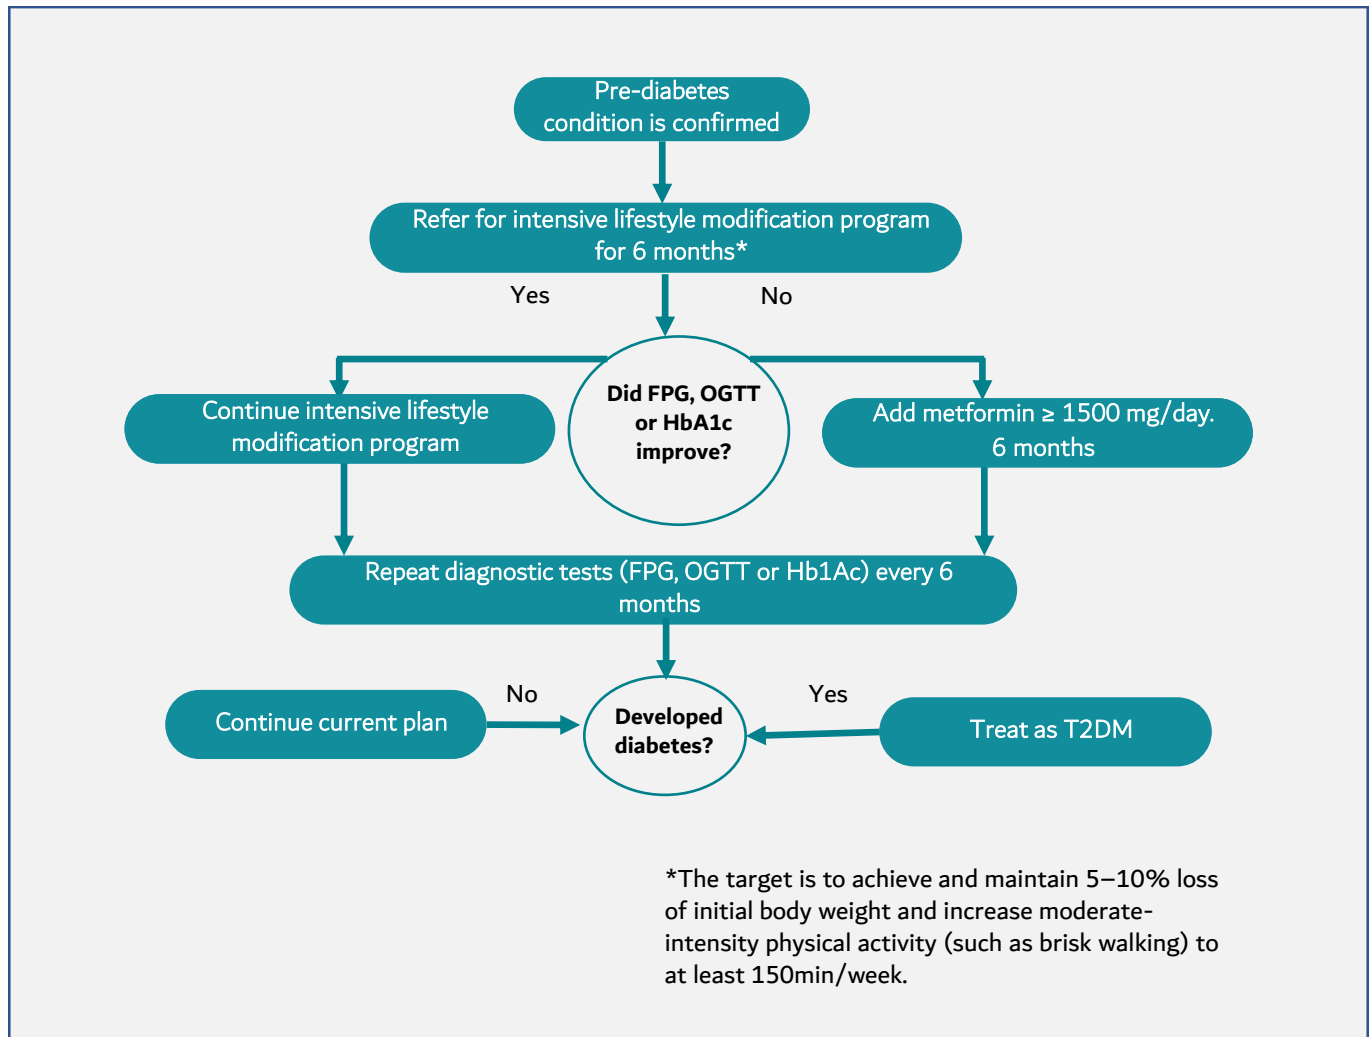 Pre-diabetes
condition is confirmed
Refer for intensive lifestyle modification program
for 6 months*
Yes
No
Did FPG, OGTT
or HbA1c
improve?
Continue intensive lifestyle
modification program
Add metformin ≥ 1500 mg/day.
6 months
Repeat diagnostic tests (FPG, OGTT or Hb1Ac) every 6
months
No
Yes
Continue current plan
Developed
diabetes?
Treat as T2DM
*The target is to achieve and maintain 5–10% loss
of initial body weight and increase moderate-
intensity physical activity (such as brisk walking) to
at least 150min/week.